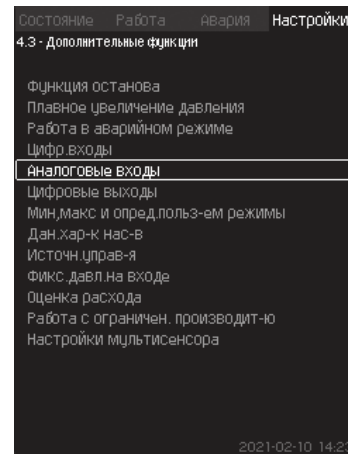 Состояние Работа Авария Настройки
4.3 - Дополнительные функции
Функция останова
Плавное увеличение давления
Работа в аварийном режиме
Цифр.входы
Аналоговые входы
Цифровые выходы
Мин,макс и опред.польз-ем режимы
Дан.хар-к нас-в
Источн.управ-я
Фикс.давл.на входе
Оценка расхода
Работа с ограничен. производит-ю
Настройки мультисенсора
2021-02-10 14:23